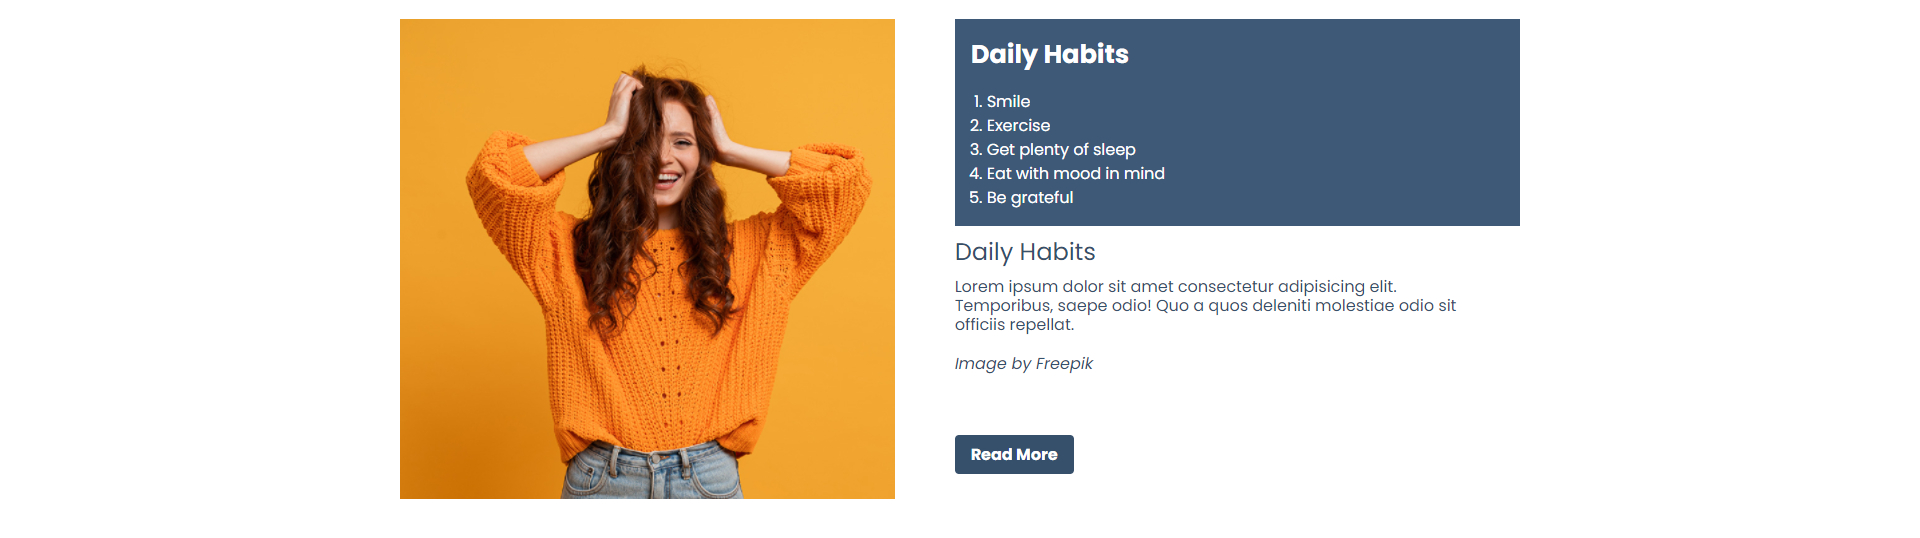 Daily Habits
1. Smile
2. Exercise
3. Get plenty of sleep
4. Eat with mood in mind
5. Be grateful
Daily Habits
Lorem ipsum dolor sit amet consectetur adipisicing elit.
Temporibus, saepe odio! Quo a quos deleniti molestiae odio sit
officiis repellat.
Image by Freepik
Read More